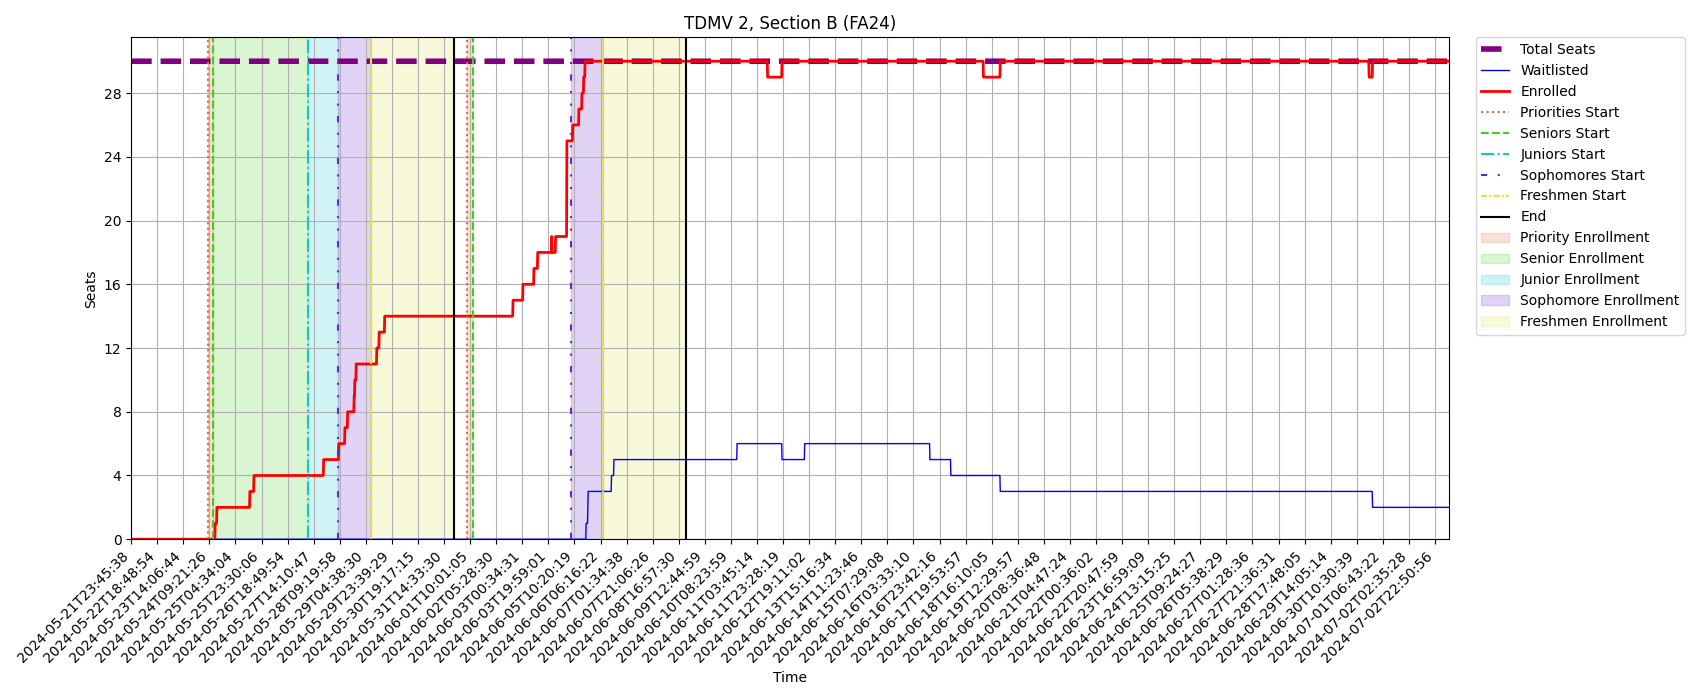 TDMV 2, Section B (FA24)
Seats
28
24
20
16
12
8
4
0
2024-05-21T23:45:38
2024-05-22T18:48:54
2024-05-23T14:06:44
2024-05-24T09:21:26
2024-05-25T04:34:04
2024-05-25T23:30:06
2024-05-26T18:49:54
2024-05-27T14:10:47
2024-05-28T09:19:58
2024-05-29T04:38:30
2024-05-29T23:39:29
2024-05-30T19:17:15
2024-05-31T14:33:30
2024-06-01T10:01:05
2024-06-02T05:28:30
2024-06-03T00:34:31
2024-06-03T19:59:01
2024-06-05T10:20:19
2024-06-06T06:16:22
2024-06-07T01:34:38
2024-06-07T21:06:26
2024-06-08T16:57:30
2024-06-09T12:44:59
2024-06-10T08:23:59
2024-06-11T03:45:14
2024-06-11T23:28:19
2024-06-12T19:11:02
2024-06-13T15:16:34
2024-06-14T11:23:46
2024-06-15T07:29:08
2024-06-16T03:33:10
2024-06-16T23:42:16
2024-06-17T19:53:57
2024-06-18T16:10:05
2024-06-19T12:29:57
2024-06-20T08:36:48
2024-06-21T04:47:24
2024-06-22T00:36:02
2024-06-22T20:47:59
2024-06-23T16:59:09
2024-06-24T13:15:25
2024-06-25T09:24:27
2024-06-26T05:38:29
2024-06-27T01:28:36
2024-06-27T21:36:31
2024-06-28T17:48:05
2024-06-29T14:05:14
2024-06-30T10:30:39
2024-07-01T06:43:22
2024-07-02T02:35:28
2024-07-02T22:50:56
Time
Total Seats
Waitlisted
Enrolled
Priorities Start
Seniors Start
Juniors Start
Sophomores Start
Freshmen Start
End
Priority Enrollment
Senior Enrollment
Junior Enrollment
Sophomore Enrollment
Freshmen Enrollment